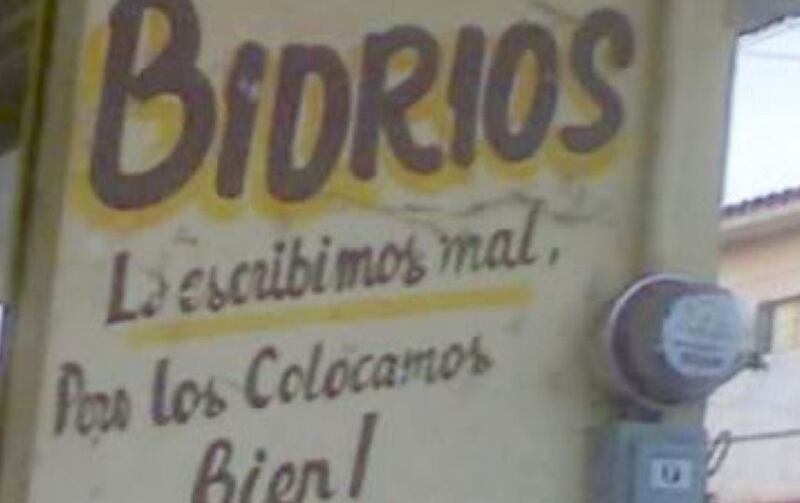 BIDRIOS
Lo escribimos mal,
Pero los Colocamos
Bien!